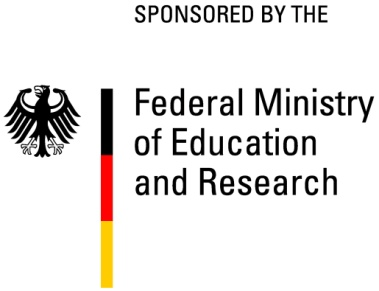 SPONSORED BY THE
Federal Ministry
of Education
and Research